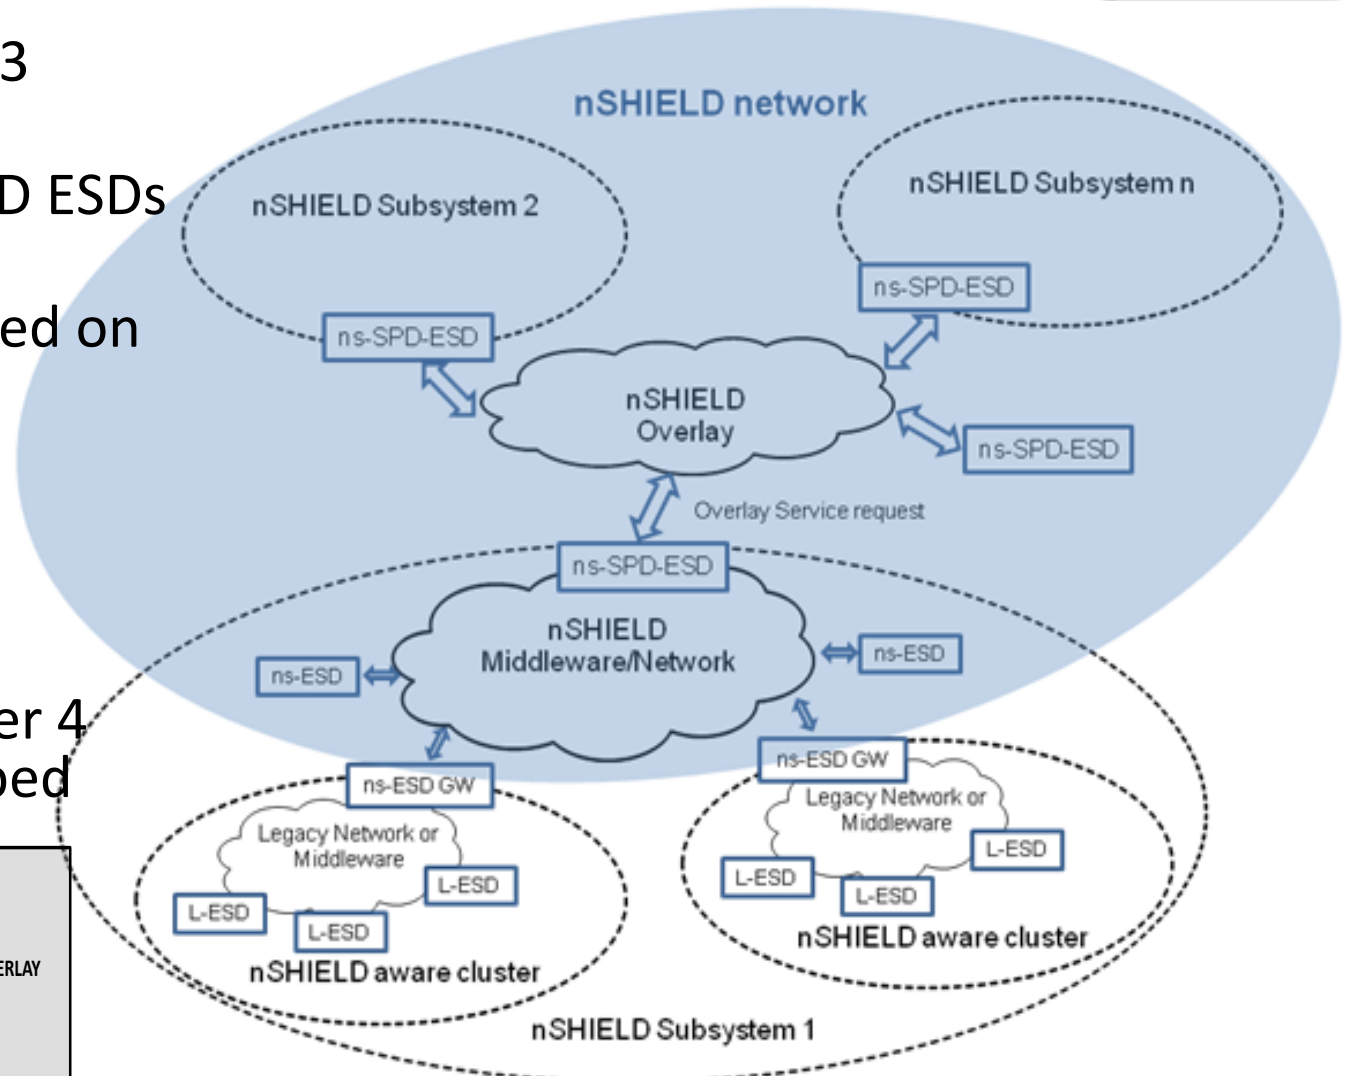 3
D ESDs
ed on
er 4
ped
ERLAY
nSHIELD network
nSHIELD Subsystem 2
nSHIELD Subsystem n
ns-SPD-ESD
ns-SPD-ESD
nSHIELD
Overlay
ns-SPD-ESD
Overlay Service request
ns-SPD-ESD
nSHIELD
Middleware/Network
ns-ESD
ns-ESD
ns-ESD GW
ns-ESD GW
Legacy Network or
Middleware
L-ESD
L-ESD
L-ESD
nSHIELD aware cluster
Legacy Network or
Middleware
L-ESD
L-ESD
L-ESD
nSHIELD aware cluster
nSHIELD Subsystem 1